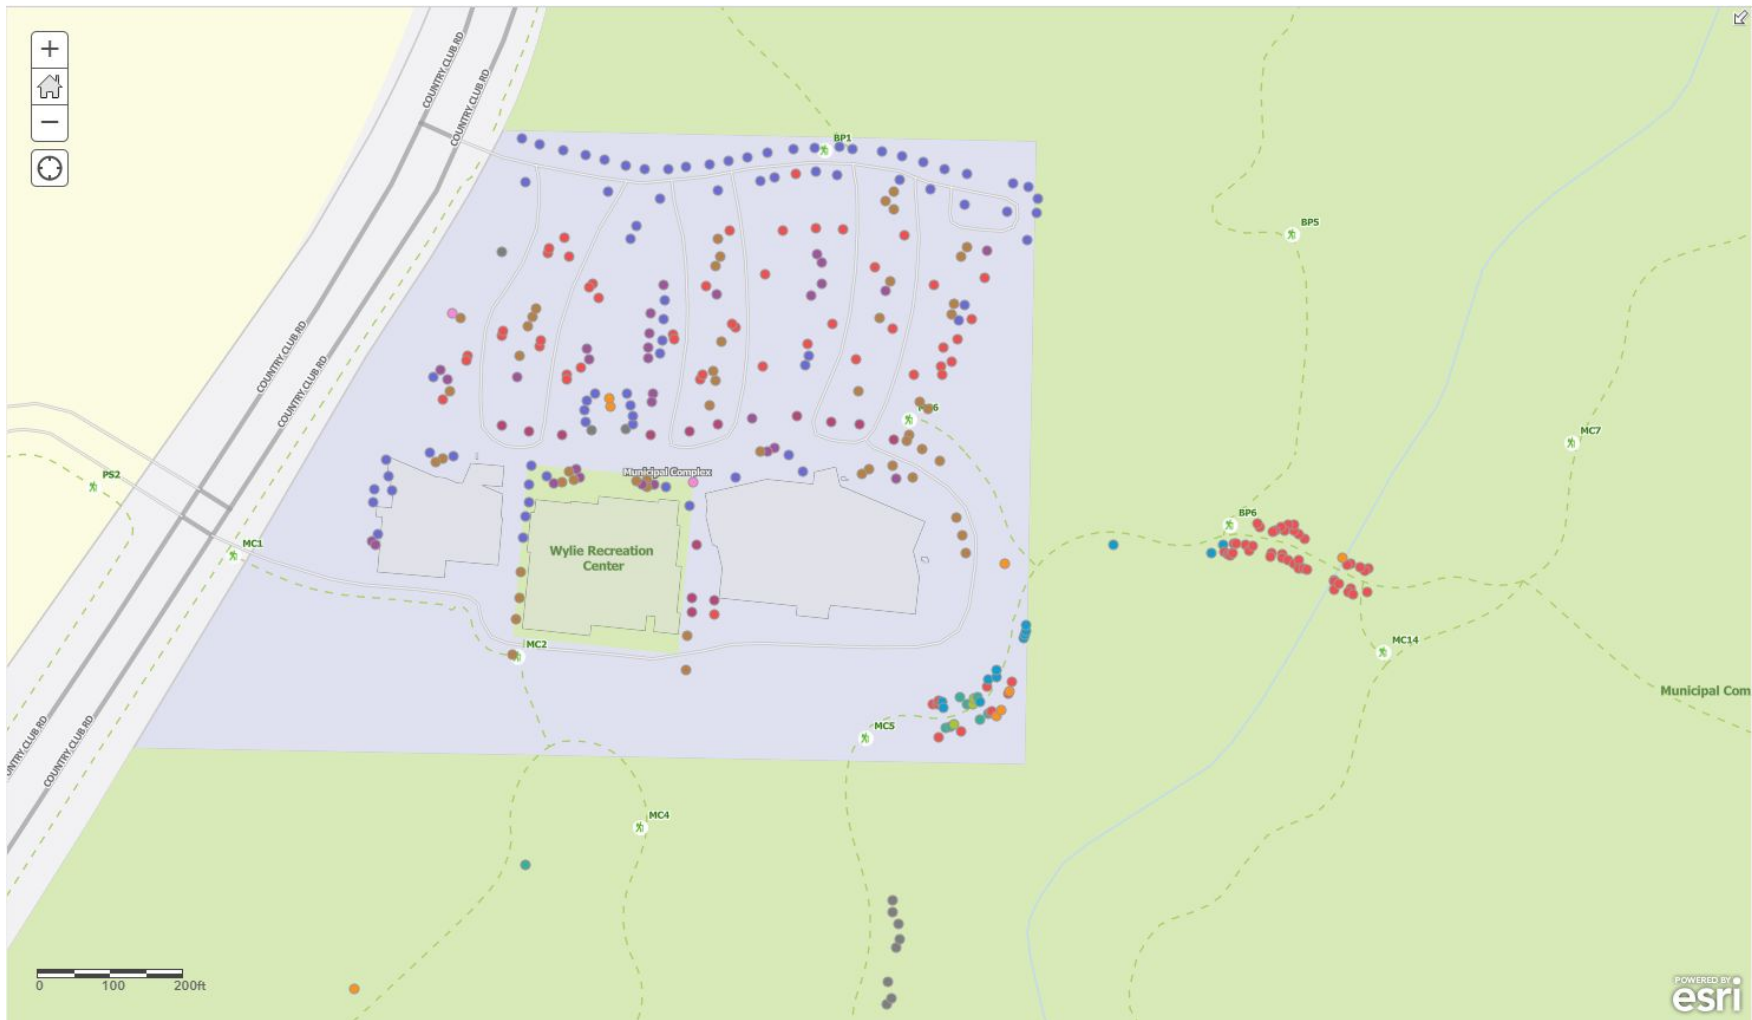 +
COUNTRY CLUB RD
COUNTRY CLUB RD
−
BP1
BP5
COUNTRY CLUB RD
COUNTRY CLUB RD
MC7
Municipal Complex
PS2
BP6
MC1
Wylie Recreation
Center
MC2
MC14
Municipal Com
MC5
UNTRY CLUB RD
COUNTRY CLUB RD
MC4
0 100 200ft
POWERED BY
esri